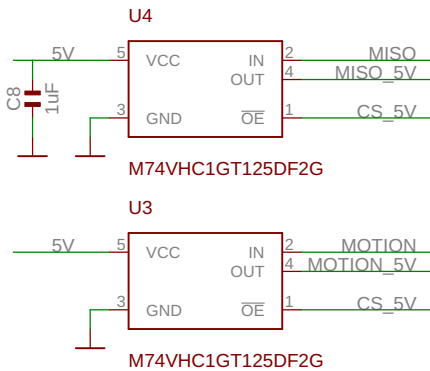 U4
5V 5 VCC IN 2 MISO
OUT 4 MISO_5V
C8 1uF
3 GND OE 1 CS_5V
M74VHC1GT125DF2G
U3
5V 5 VCC IN 2 MOTION
OUT 4 MOTION_5V
3 GND OE 1 CS_5V
M74VHC1GT125DF2G